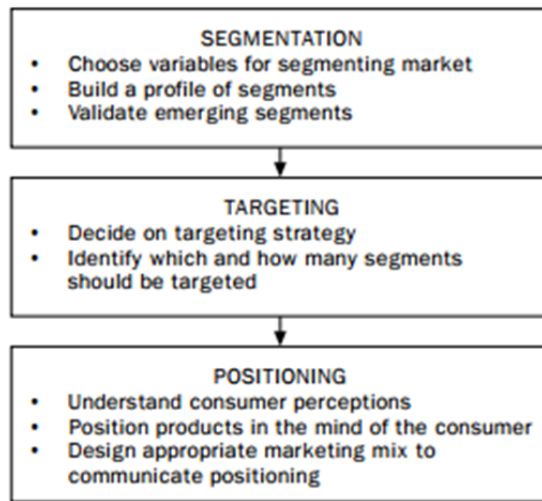 SEGMENTATION
• Choose variables for segmenting market
• Build a profile of segments
• Validate emerging segments
TARGETING
• Decide on targeting strategy
• Identify which and how many segments
should be targeted
POSITIONING
• Understand consumer perceptions
• Position products in the mind of the consumer
• Design appropriate marketing mix to
communicate positioning